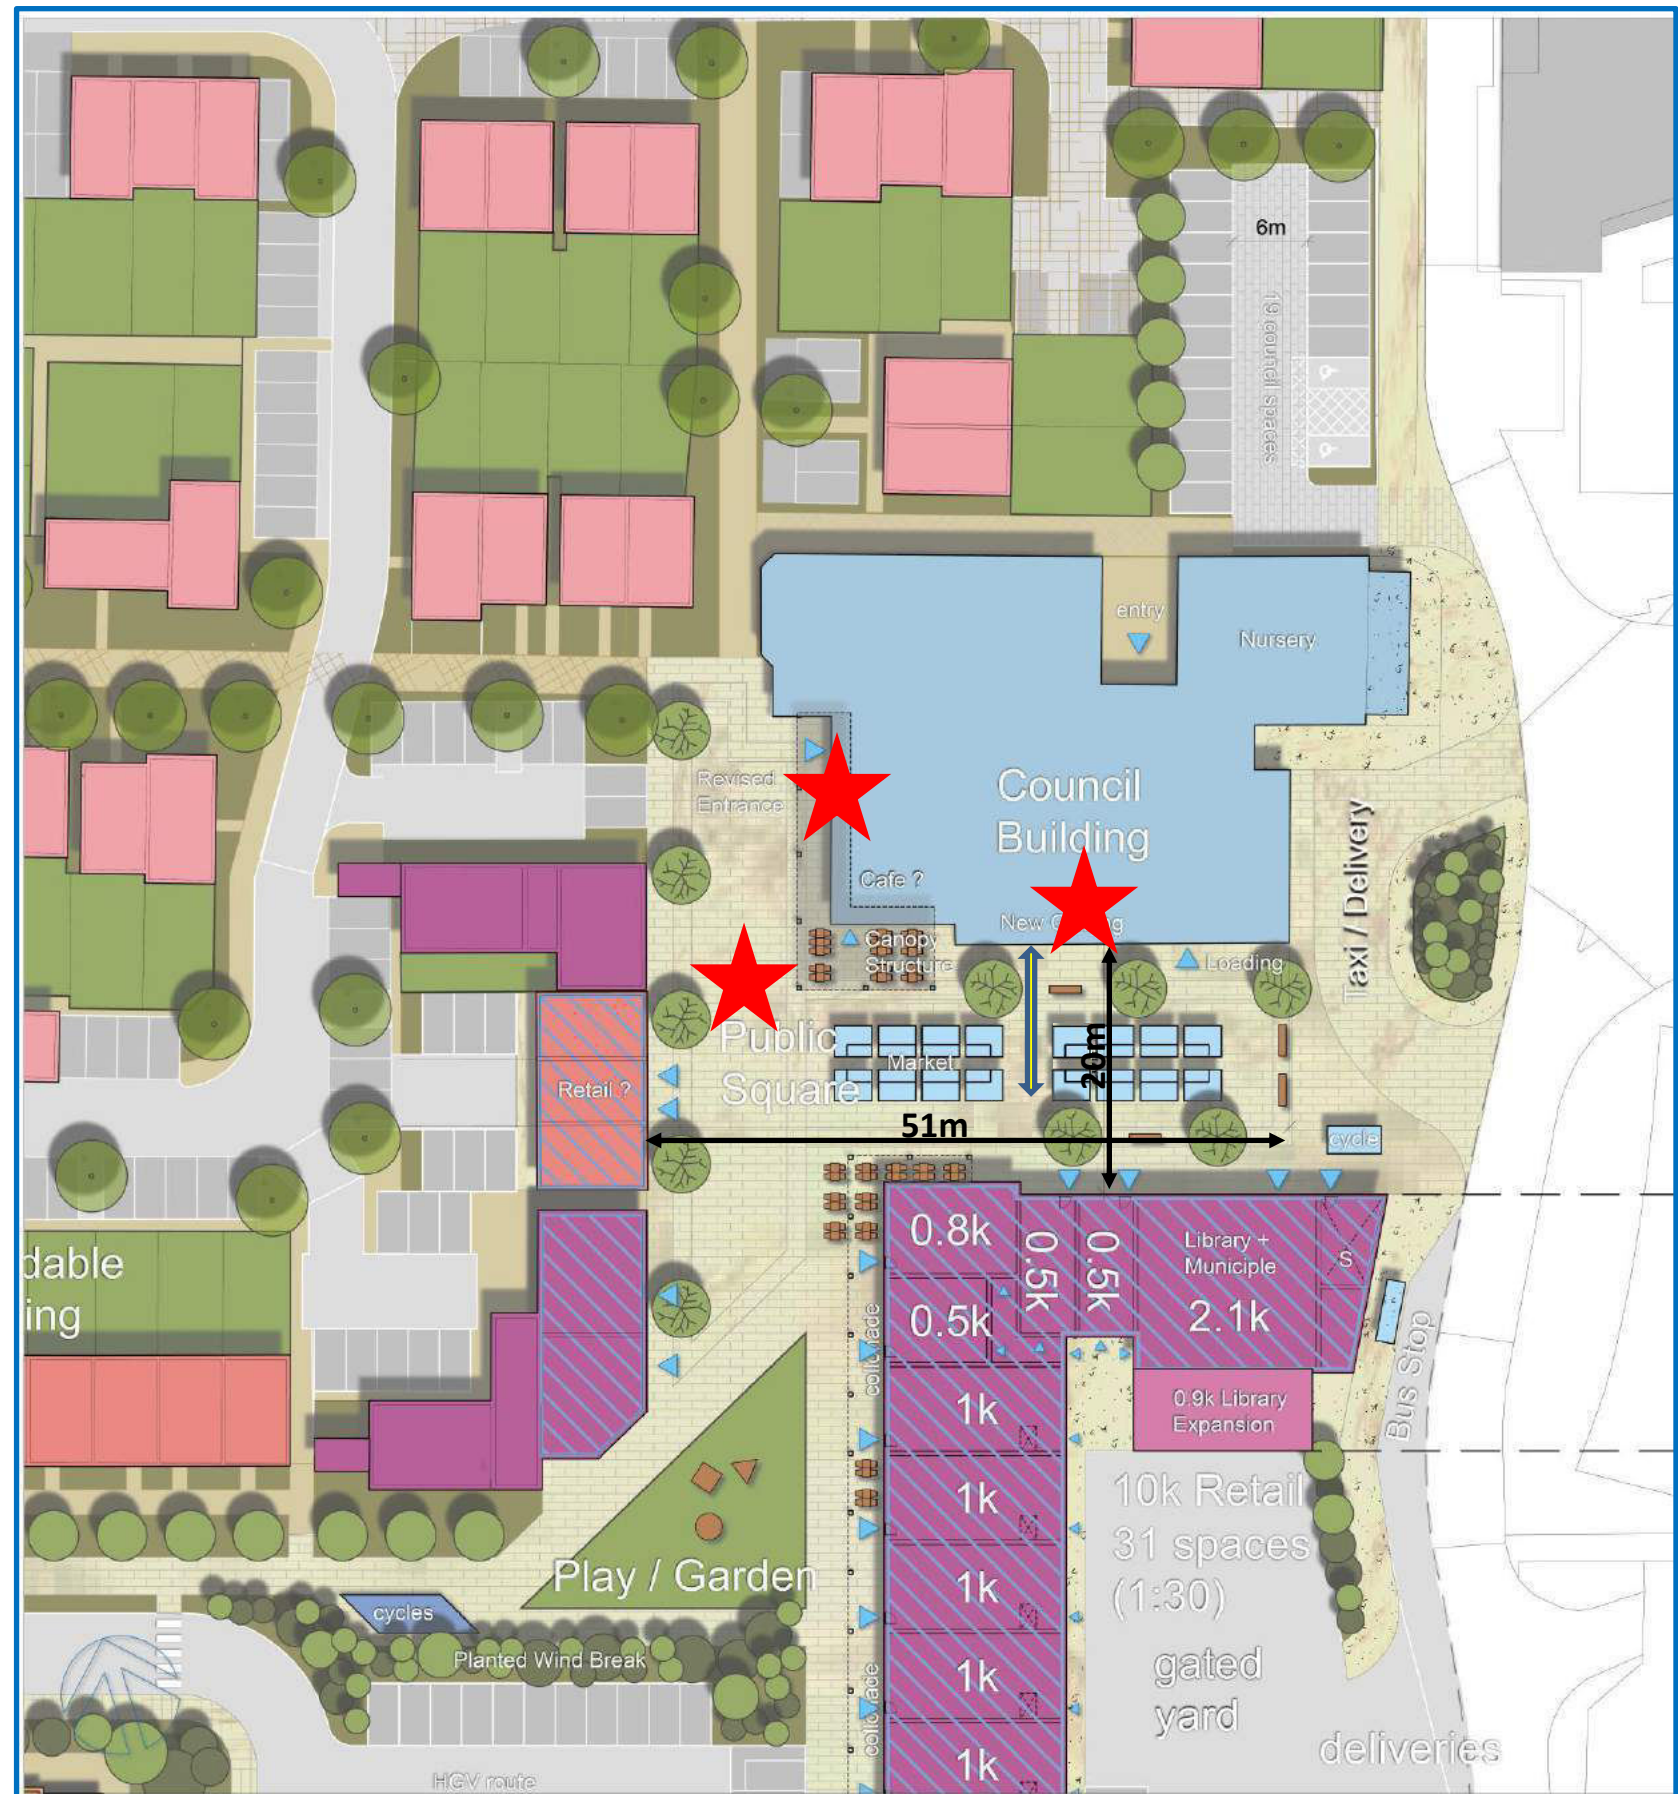 6m
19 council spaces
entry
Nursery
Revised
Entrance
Council
Building
Taxi / Delivery
Cafe ?
Canopy
Structure
Loading
Public
Square
Market
20m
Retail ?
51m
cycle
0.8k
0.5k
0.5k
0.5k
Library +
Municiple
2.1k
S
dable
ing
colonnade
1k
0.9k Library
Expansion
Bus Stop
1k
10k Retail
31 spaces
(1:30)
Play / Garden
1k
cycles
Planted Wind Break
1k
gated
yard
colonnade
1k
deliveries
HGV route